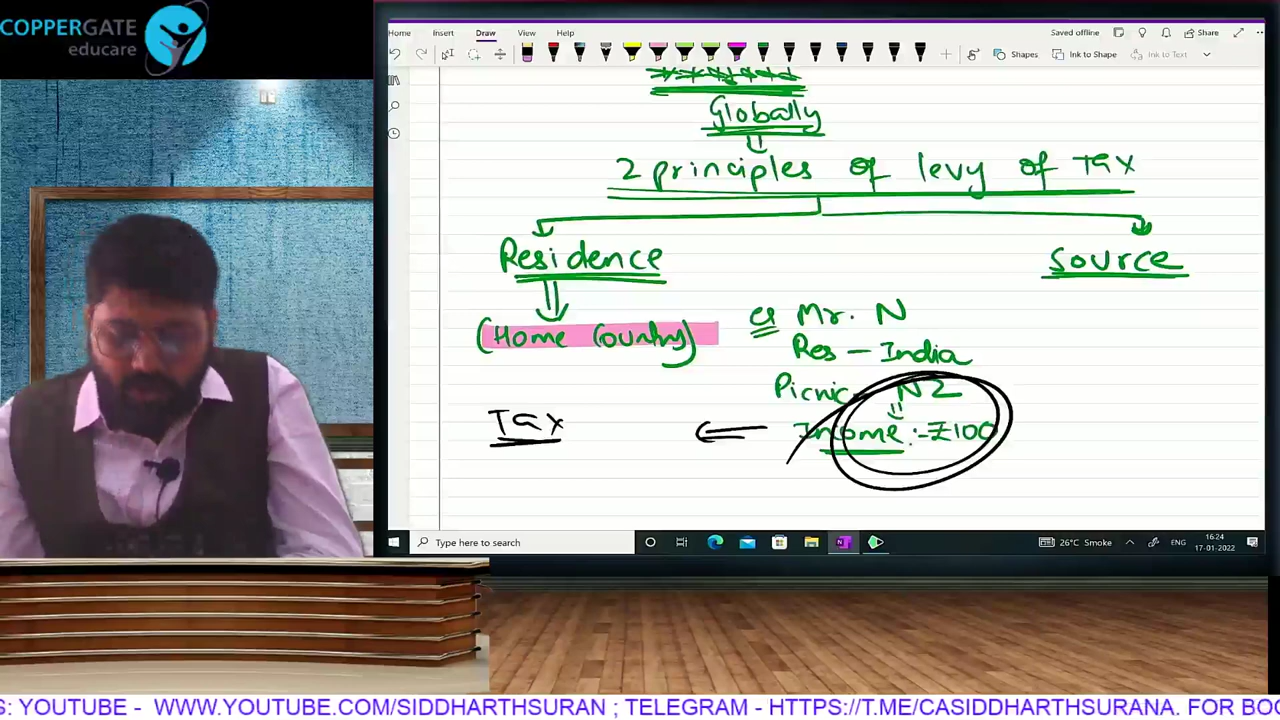 COPPERGATE
educare
Home Insert Draw View Help
Saved offline
Share
Shapes
Ink to Shape
Ink to Text
Globally
2 principles of levy of Tax
Residence
Source
(Home Country)
eg Mr. N
Res - India
Picnic NZ
Tax
Income :- ₹100
Type here to search
26°C Smoke
ENG
16:24
17-01-2022
S: YOUTUBE - WWW.YOUTUBE.COM/SIDDHARTHSURAN ; TELEGRAM - HTTPS://T.ME/CASIDDHARTHSURANA. FOR BOO